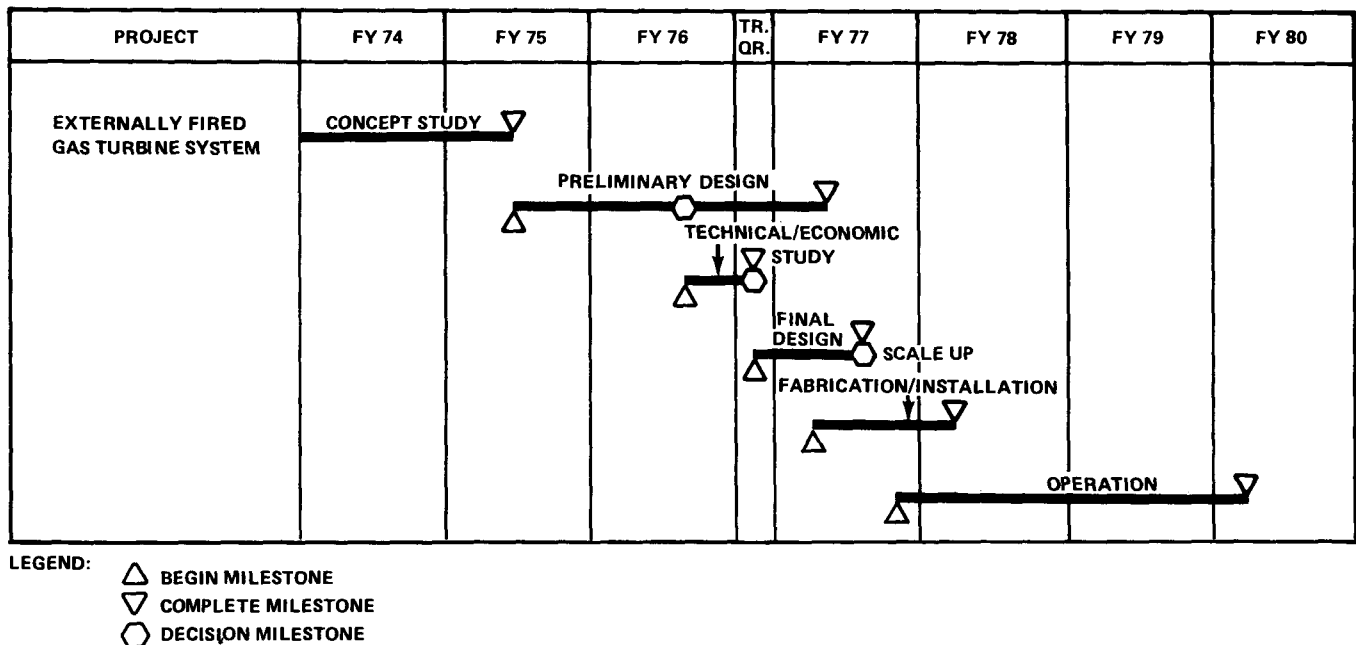 PROJECT
FY 74
FY 75
FY 76
TR.
QR.
FY 77
FY 78
FY 79
FY 80
EXTERNALLY FIRED
GAS TURBINE SYSTEM
CONCEPT STUDY
PRELIMINARY DESIGN
TECHNICAL/ECONOMIC
STUDY
FINAL
DESIGN
SCALE UP
FABRICATION/INSTALLATION
OPERATION
LEGEND:
BEGIN MILESTONE
COMPLETE MILESTONE
DECISION MILESTONE